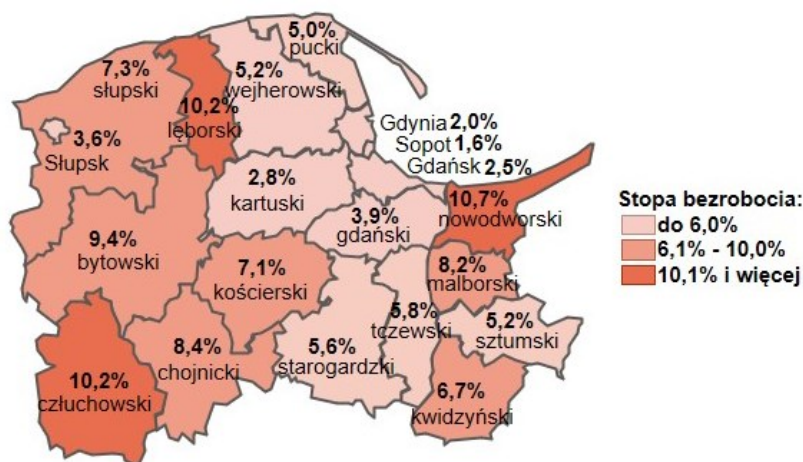 5,0%
pucki
7,3%
słupski
5,2%
wejherowski
10,2%
lęborski
Gdynia 2,0%
Sopot 1,6%
Gdańsk 2,5%
3,6%
Słupsk
2,8%
kartuski
3,9%
gdański
10,7%
nowodworski
Stopa bezrobocia:
do 6,0%
6,1% - 10,0%
10,1% i więcej
9,4%
bytowski
7,1%
kościerski
8,2%
malborski
5,8%
tczewski
5,2%
sztumski
8,4%
chojnicki
5,6%
starogardzki
10,2%
człuchowski
6,7%
kwidzyński